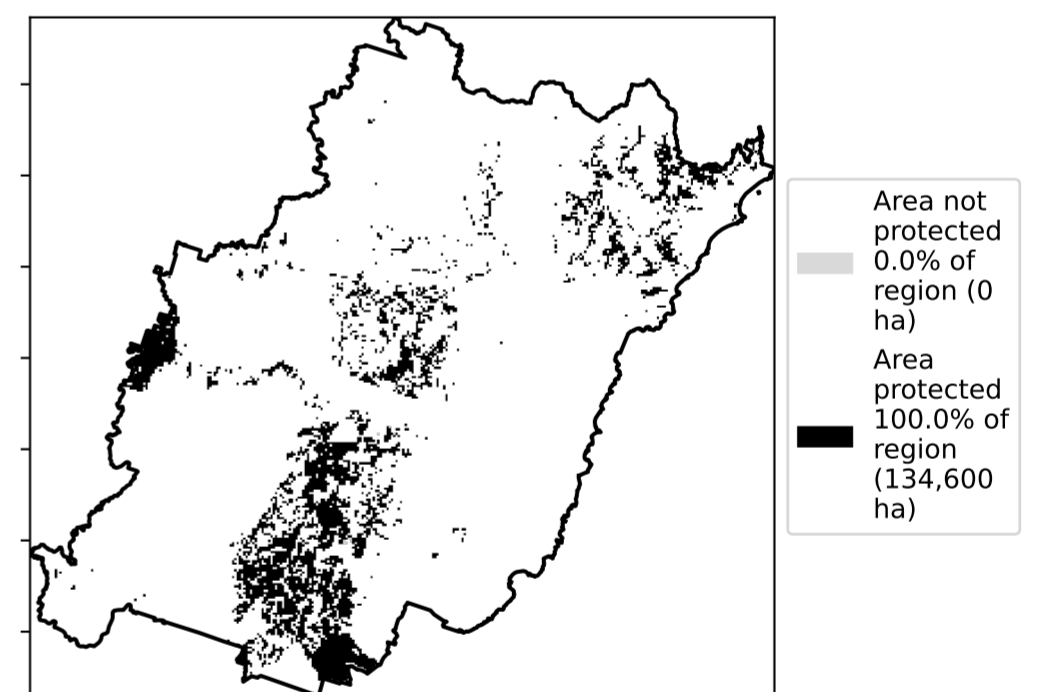 Area not
protected
0.0% of
region (0
ha)
Area
protected
100.0% of
region
(134,600
ha)